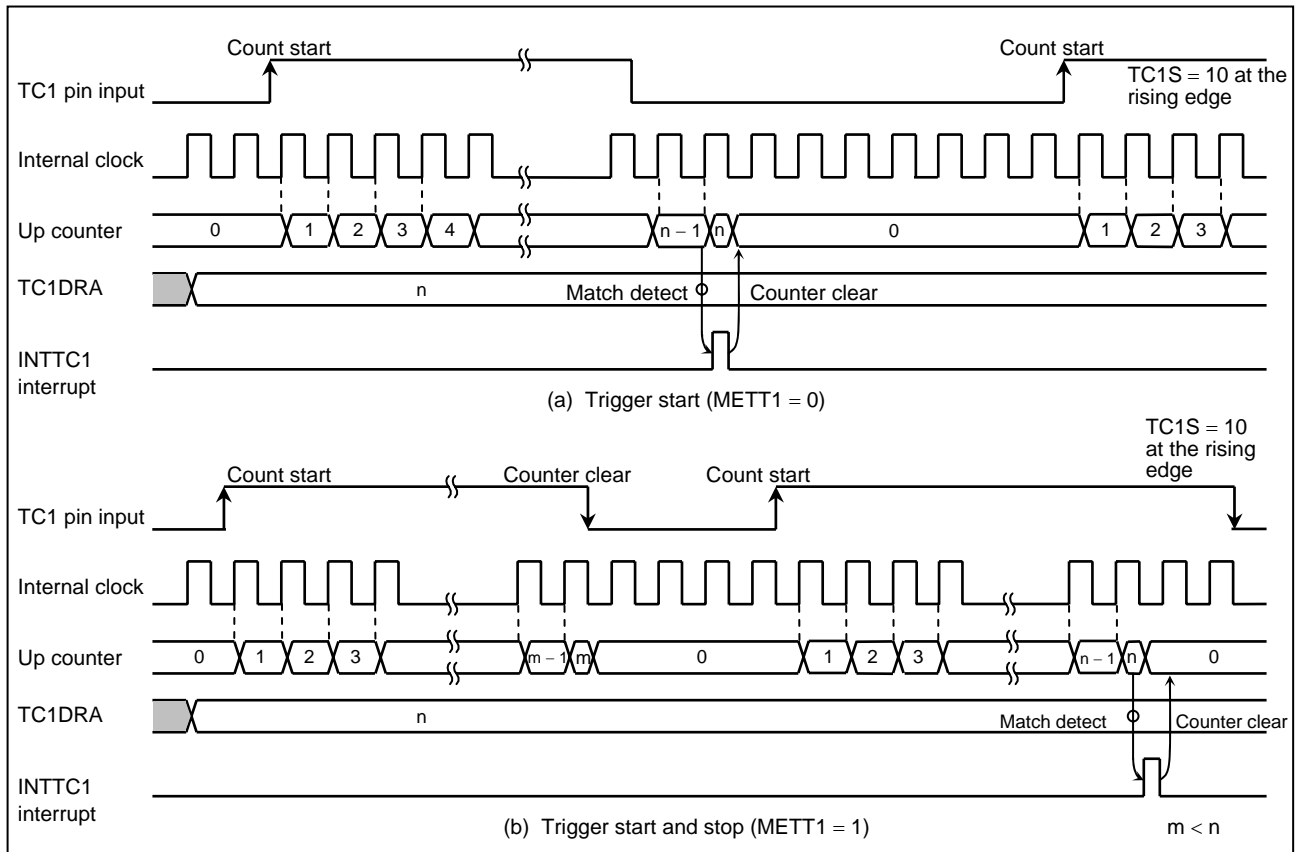 Count start
Count start
TC1 pin input
TC1S = 10 at the
rising edge
Internal clock
Up counter
0 1 2 3 4 n − 1 n 0 1 2 3
TC1DRA
n
Match detect
Counter clear
INTTC1
interrupt
(a) Trigger start (METT1 = 0)
TC1S = 10
at the rising
edge
Count start
Counter clear
Count start
TC1 pin input
Internal clock
Up counter
0 1 2 3 m − 1 m 0 1 2 3 n − 1 n 0
TC1DRA
n
Match detect
Counter clear
INTTC1
interrupt
(b) Trigger start and stop (METT1 = 1)
m < n